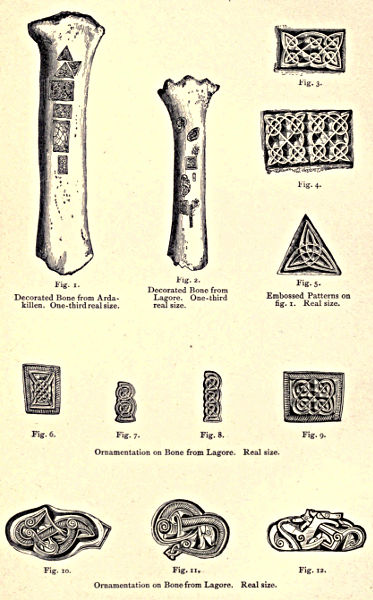 Fig. 3.
Fig. 4.
Fig. 1.
Decorated Bone from Arda-
killen. One-third real size.
Fig. 2.
Decorated Bone from
Lagore. One-third
real size.
Fig. 5.
Embossed Patterns on
fig. 1. Real size.
Fig. 6.
Fig. 7.
Fig. 8.
Fig. 9.
Ornamentation on Bone from Lagore. Real size.
Fig. 10.
Fig. 11.
Fig. 12.
Ornamentation on Bone from Lagore. Real size.